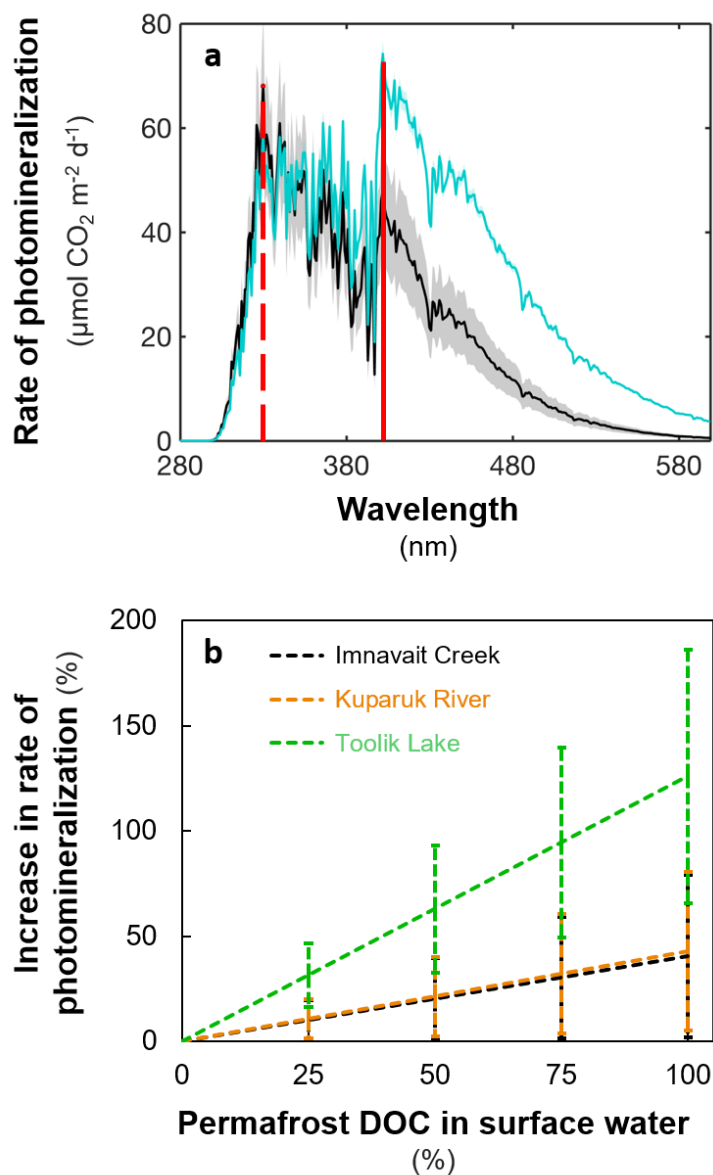 a
Rate of photomineralization
(µmol CO₂ m⁻² d⁻¹)
80
60
40
20
0
280
380
480
580
Wavelength
(nm)
b
Increase in rate of
photomineralization (%)
200
150
100
50
0
Imnavait Creek
Kuparuk River
Toolik Lake
0
25
50
75
100
Permafrost DOC in surface water
(%)